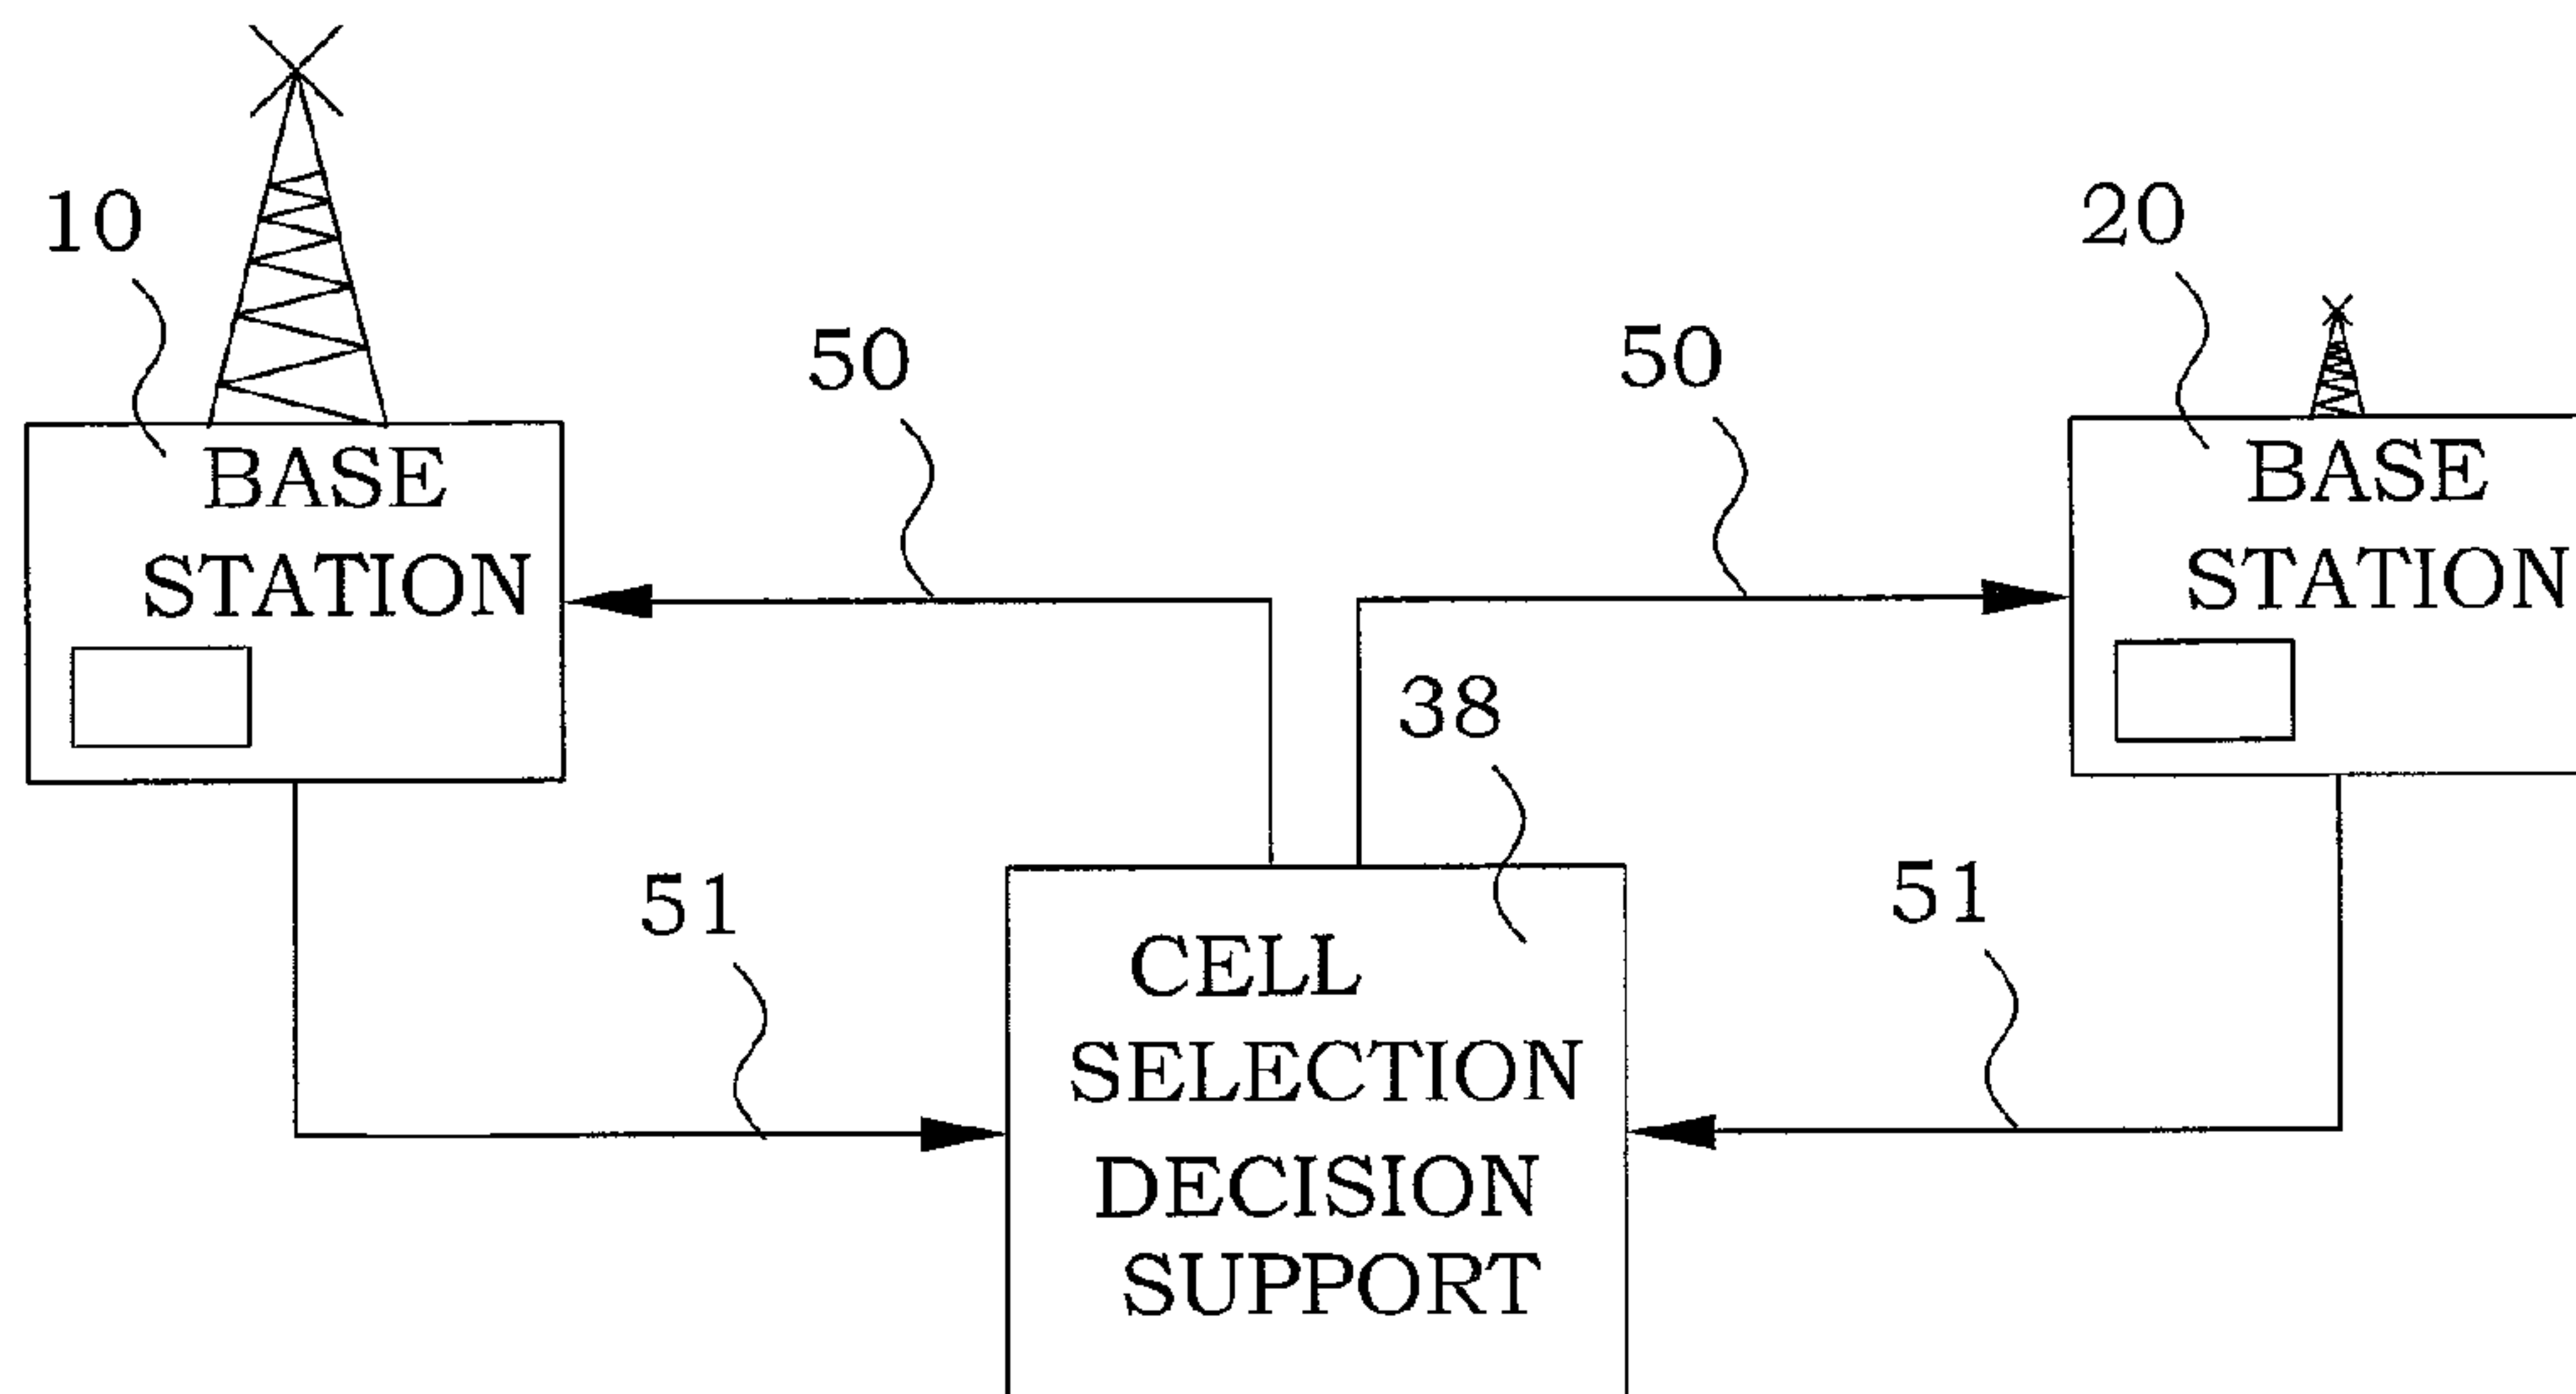 10
20
50
50
BASE
STATION
BASE
STATION
38
51
51
CELL
SELECTION
DECISION
SUPPORT